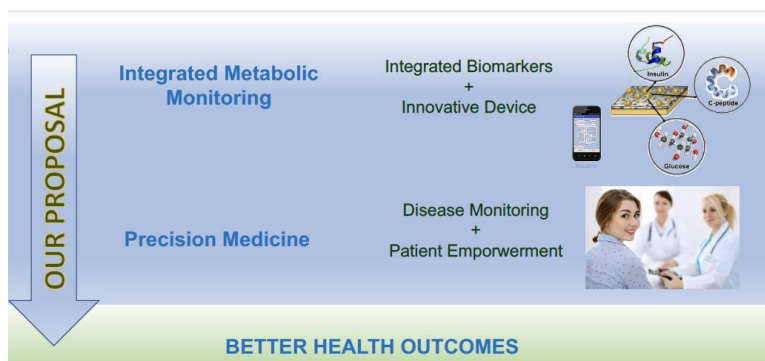 OUR PROPOSAL
Integrated Metabolic
Monitoring
Integrated Biomarkers
+
Innovative Device
Insulin
C-peptide
Glucose
Precision Medicine
Disease Monitoring
+
Patient Emporwerment
BETTER HEALTH OUTCOMES